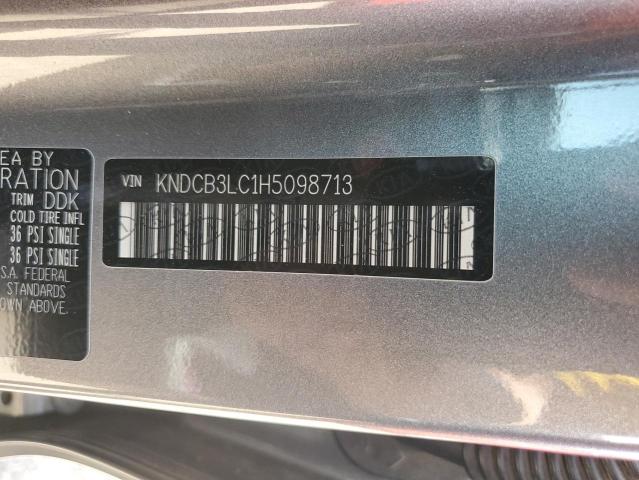 EA BY
RATION
TRIM DDK
COLD TIRE INFL
36 PSI SINGLE
36 PSI SINGLE
S.A. FEDERAL
STANDARDS
OWN ABOVE.
VIN KNDCB3LC1H5098713